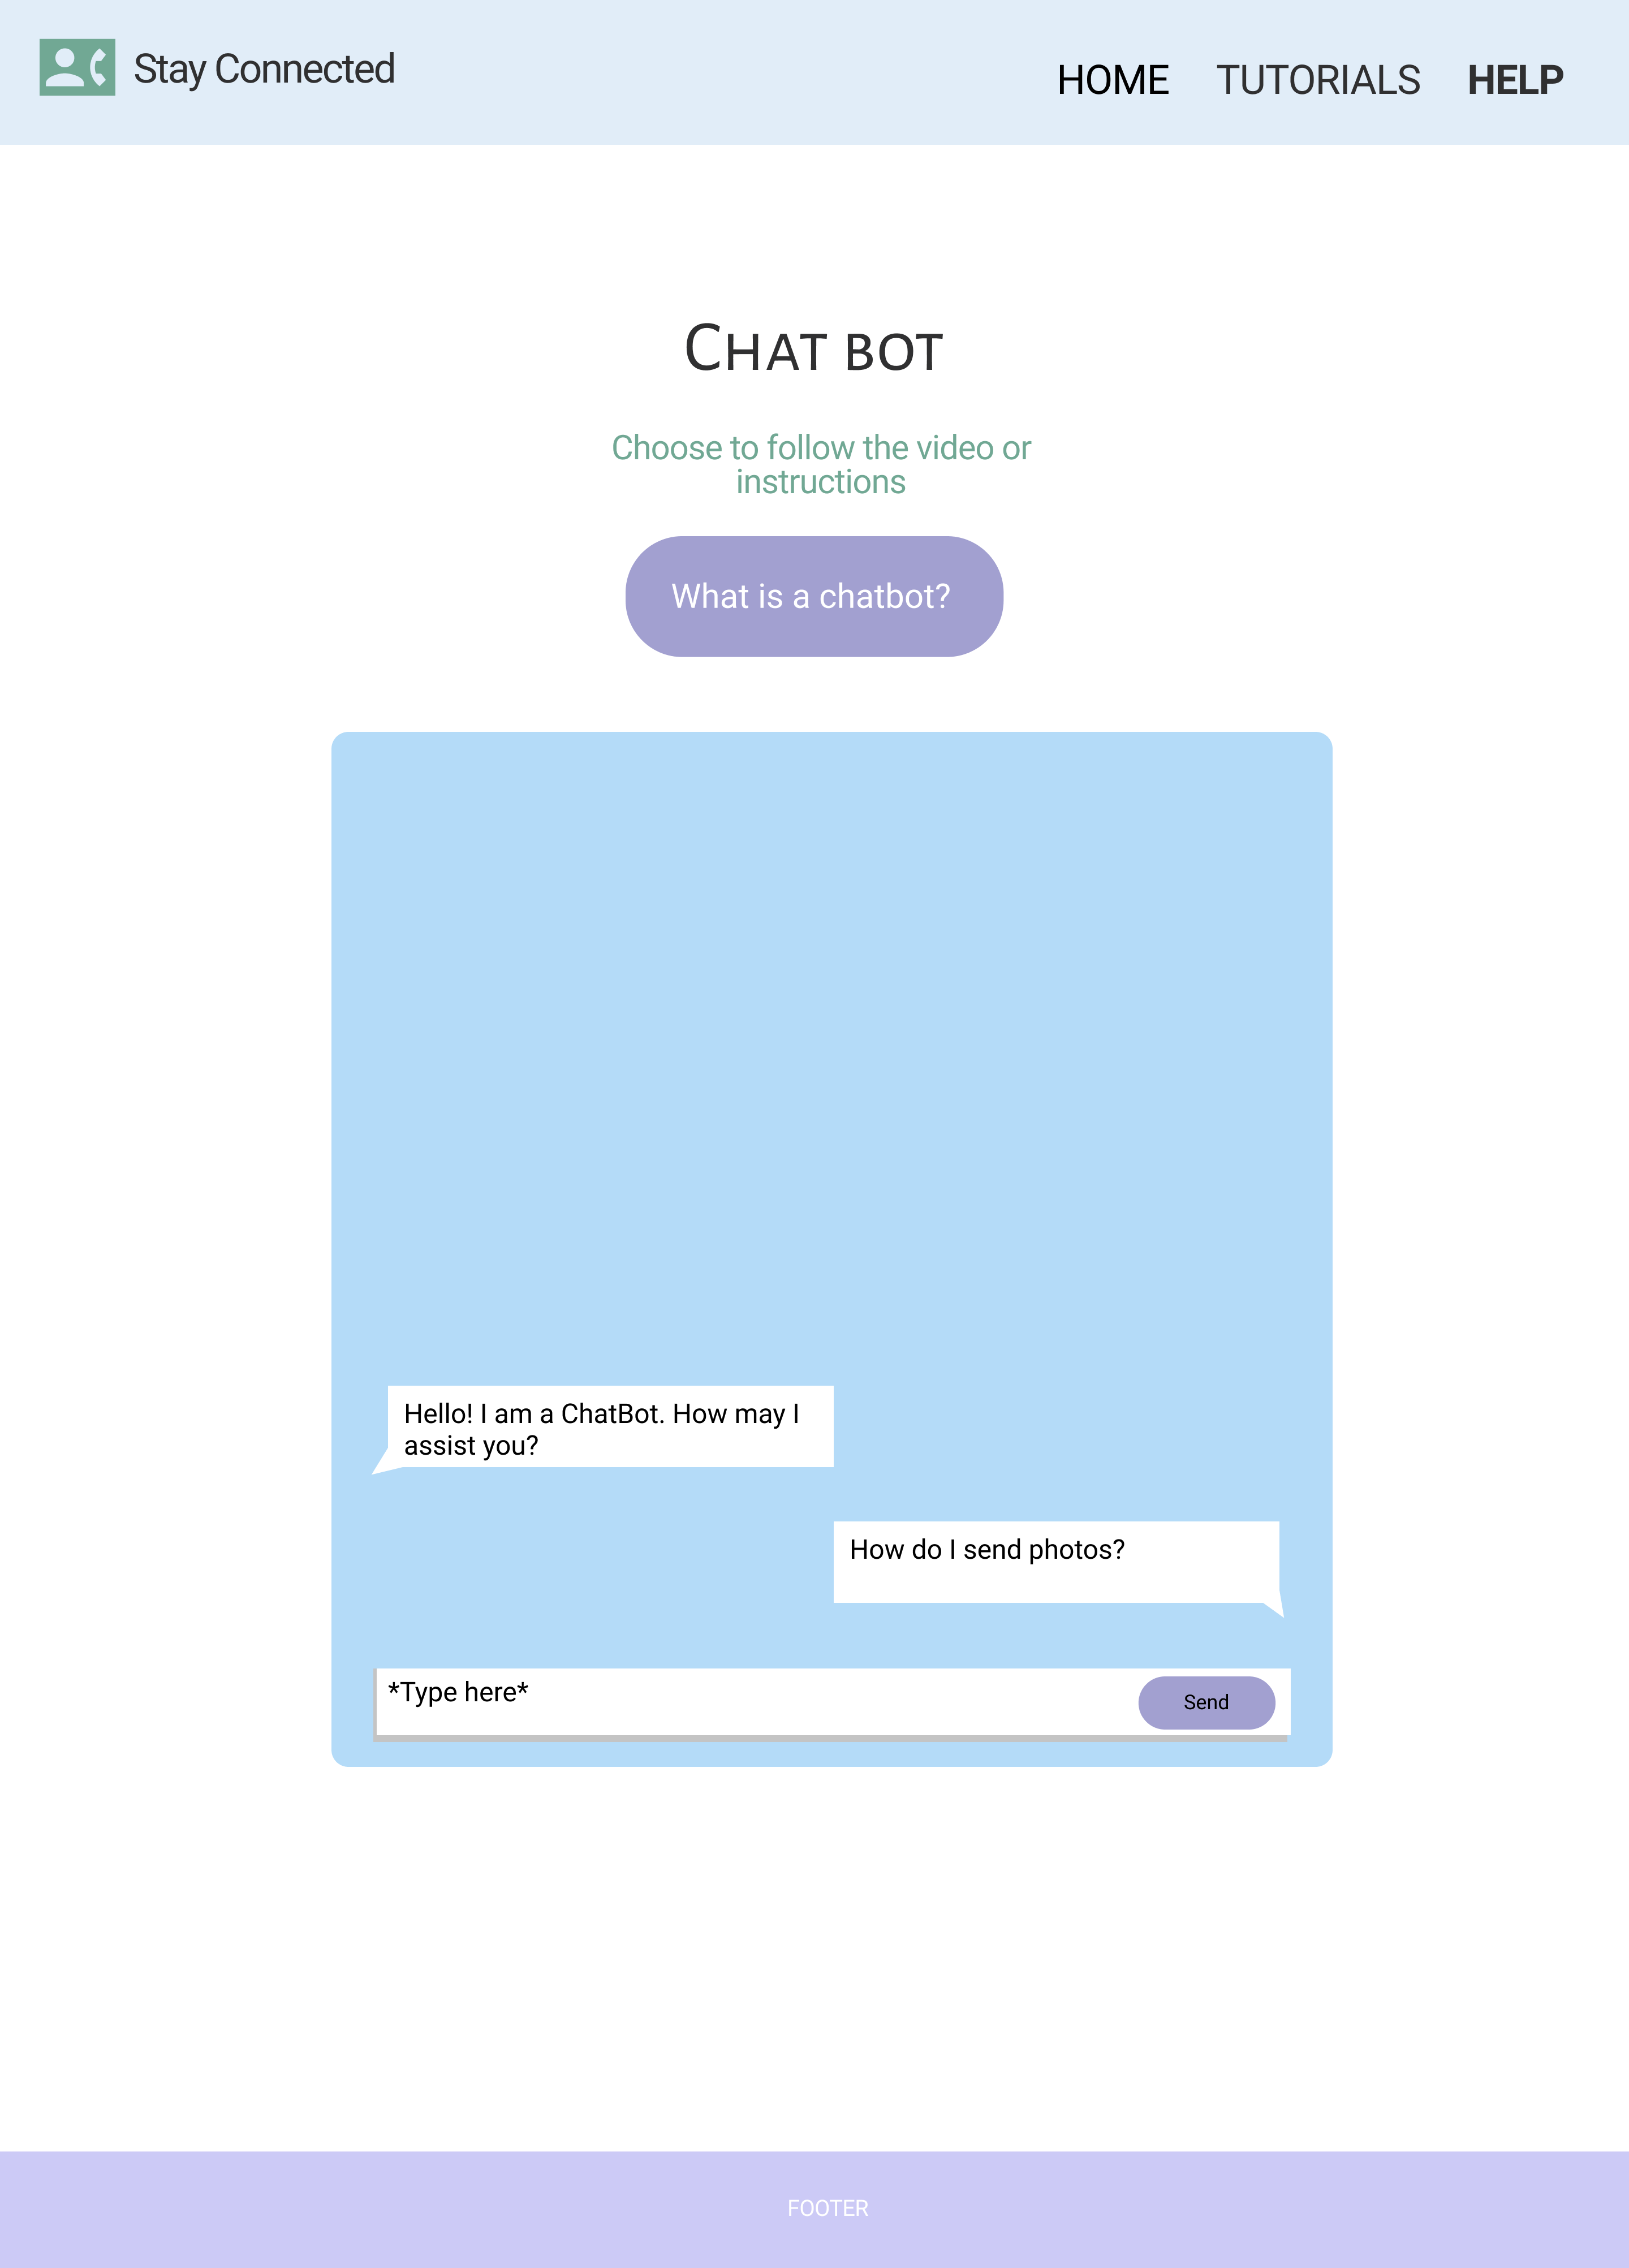 Stay Connected
HOME TUTORIALS HELP
Chat bot
Choose to follow the video or
instructions
What is a chatbot?
Hello! I am a ChatBot. How may I
assist you?
How do I send photos?
*Type here*
Send
FOOTER